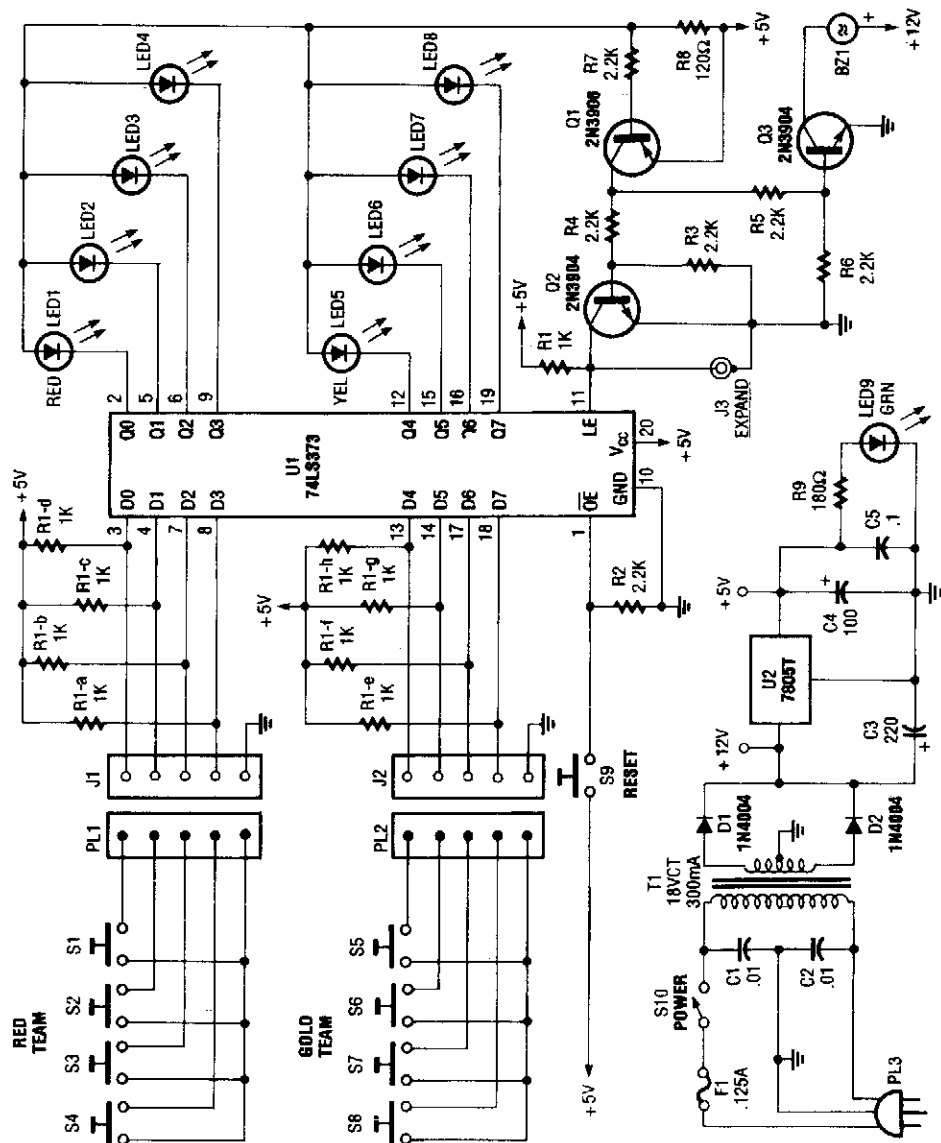 LED4
LED3
LED2
LED1
RED
LED8
LED7
LED6
LED5
YEL
+5V
R1-d
1K
R1-c
1K
R1-b
1K
R1-a
1K
J1
PL1
S1
S2
S3
S4
RED
TEAM
2
5
6
9
Q0
Q1
Q2
Q3
3
4
7
8
D0
D1
D2
D3
U1
74LS373
12
15
16
19
Q4
Q5
Q6
Q7
13
14
17
18
D4
D5
D6
D7
+5V
R1-h
1K
R1-g
1K
R1-f
1K
R1-e
1K
J2
PL2
S5
S6
S7
S8
GOLD
TEAM
11
LE
OE
1
GND
10
VCC
20
+5V
R2
2.2K
S9
RESET
+5V
R7
2.2K
R8
120Ω
+5V
Q1
2N3906
R4
2.2K
R3
2.2K
R5
2.2K
R6
2.2K
Q2
2N3904
Q3
2N3904
BZ1
+
+12V
+5V
R1
1K
J3
EXPAND
LED9
GRN
R9
180Ω
C5
.1
C4
100
+
+5V
U2
7805T
C3
220
+
+12V
D1
1N4004
D2
1N4004
T1
18VCT
300mA
C1
.01
C2
.01
S10
POWER
F1
.125A
PL3